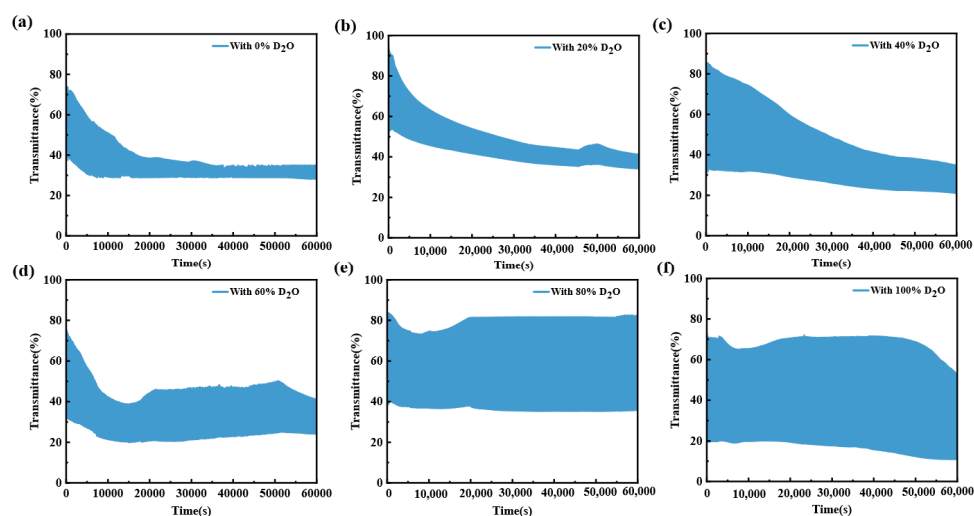 (a)
With 0% D₂O
Transmittance(%)
100
80
60
40
20
0
0 10000 20000 30000 40000 50000 60000
Time(s)
(b)
With 20% D₂O
Transmittance(%)
100
80
60
40
20
0
0 10,000 20,000 30,000 40,000 50,000 60,000
Time(s)
(c)
With 40% D₂O
Transmittance(%)
100
80
60
40
20
0
0 10,000 20,000 30,000 40,000 50,000 60,000
Time(s)
(d)
With 60% D₂O
Transmittance(%)
100
80
60
40
20
0
0 10000 20000 30000 40000 50000 60000
Time(s)
(e)
With 80% D₂O
Transmittance(%)
100
80
60
40
20
0
0 10,000 20,000 30,000 40,000 50,000 60,000
Time(s)
(f)
With 100% D₂O
Transmittance(%)
100
80
60
40
20
0
0 10,000 20,000 30,000 40,000 50,000 60,000
Time(s)